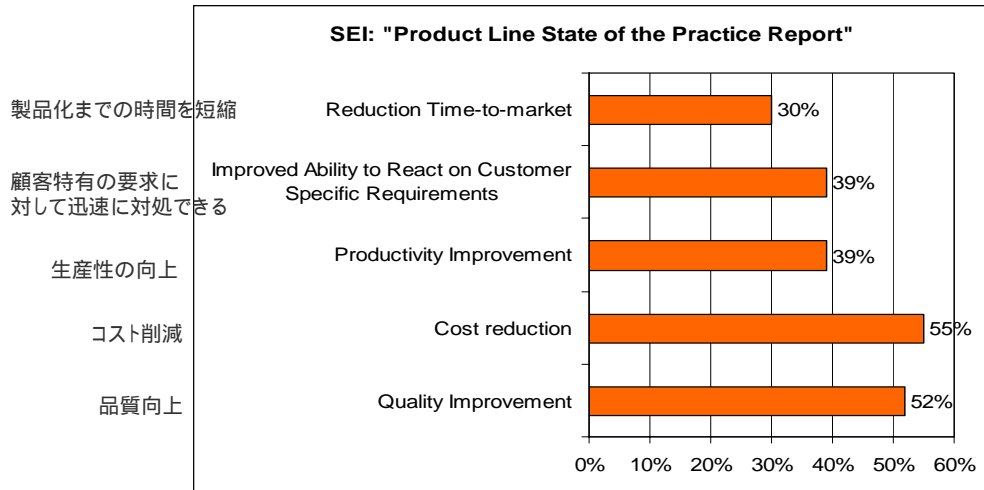 SEI: "Product Line State of the Practice Report"
製品化までの時間を短縮
Reduction Time-to-market
30%
顧客特有の要求に
対して迅速に対処できる
Improved Ability to React on Customer
Specific Requirements
39%
生産性の向上
Productivity Improvement
39%
コスト削減
Cost reduction
55%
品質向上
Quality Improvement
52%
0% 10% 20% 30% 40% 50% 60%